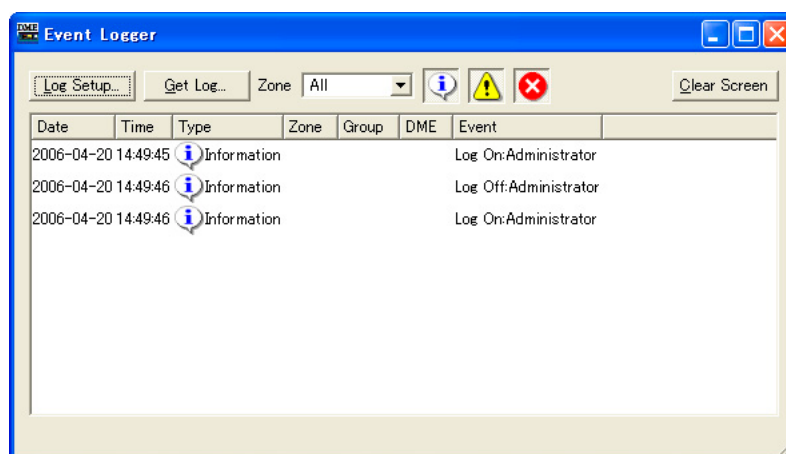 DME Event Logger
Log Setup... Get Log... Zone All Clear Screen
Date Time Type Zone Group DME Event
2006-04-20 14:49:45 Information Log On:Administrator
2006-04-20 14:49:46 Information Log Off:Administrator
2006-04-20 14:49:46 Information Log On:Administrator